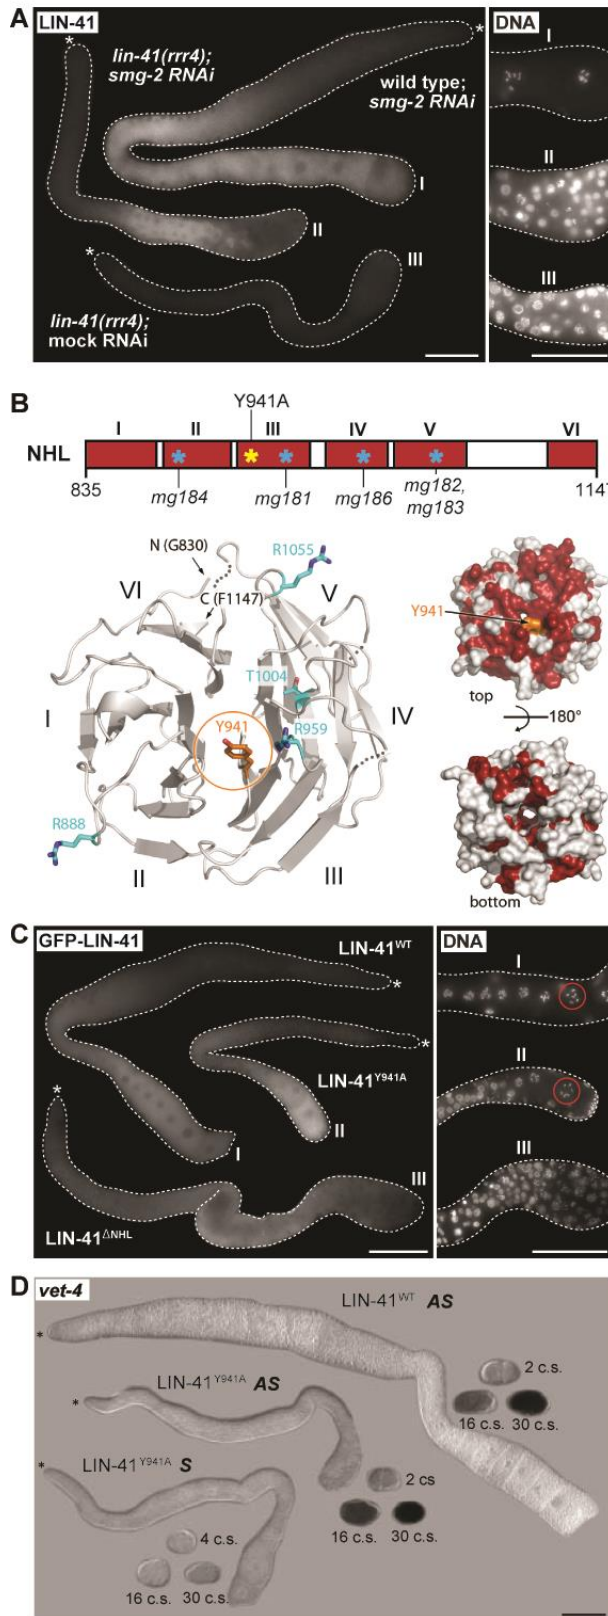 A LIN-41 DNA
* lin-41(rrr4);
smg-2 RNAi
*
wild type;
smg-2 RNAi
I
II
*
III
lin-41(rrr4);
mock RNAi
I
II
III
B
Y941A
I II III IV V VI
NHL * * * * *
835 mg184 mg181 mg186 mg182,
mg183 1147
N (G830)
R1055
VI
C (F1147)
V
T1004
I
Y941
IV
R959
R888
II
III
Y941
top
180°
bottom
C GFP-LIN-41 DNA
LIN-41WT
*
*
LIN-41Y941A
*
I
II
III
LIN-41ΔNHL
I
II
III
D vet-4
LIN-41WT AS
*
LIN-41Y941A AS
*
2 c.s.
16 c.s. 30 c.s.
LIN-41Y941A S
*
2 cs
16 c.s. 30 c.s.
4 c.s.
16 c.s. 30 c.s.